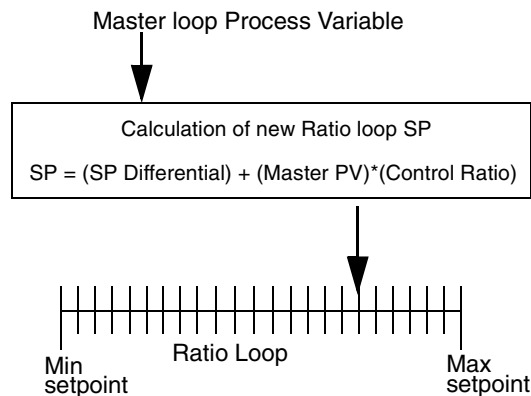 Master loop Process Variable
Calculation of new Ratio loop SP
SP = (SP Differential) + (Master PV)*(Control Ratio)
Ratio Loop
Min
setpoint
Max
setpoint